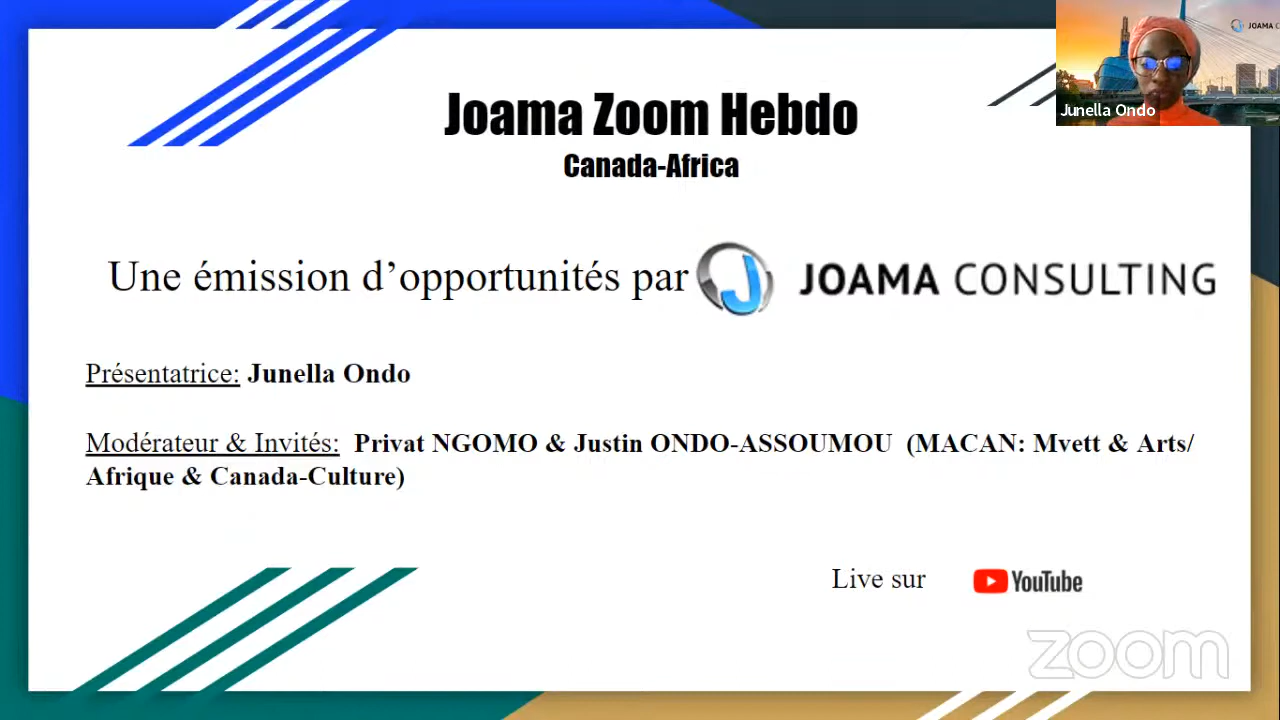 Joama Zoom Hebdo
Canada-Africa
JOAMA C
Junella Ondo
Une émission d’opportunités par JOAMA CONSULTING
Présentatrice: Junella Ondo
Modérateur & Invités: Privat NGOMO & Justin ONDO-ASSOUMOU (MACAN: Mvett & Arts/
Afrique & Canada-Culture)
Live sur YouTube
zoom